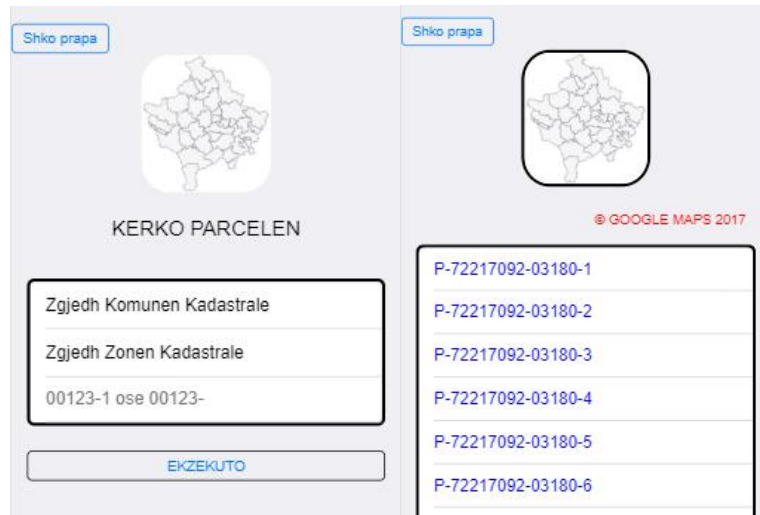 Shko prapa
KERKO PARCELEN
Zgjedh Komunen Kadastrale
Zgjedh Zonen Kadastrale
00123-1 ose 00123-
EKZEKUTO
Shko prapa
© GOOGLE MAPS 2017
P-72217092-03180-1
P-72217092-03180-2
P-72217092-03180-3
P-72217092-03180-4
P-72217092-03180-5
P-72217092-03180-6